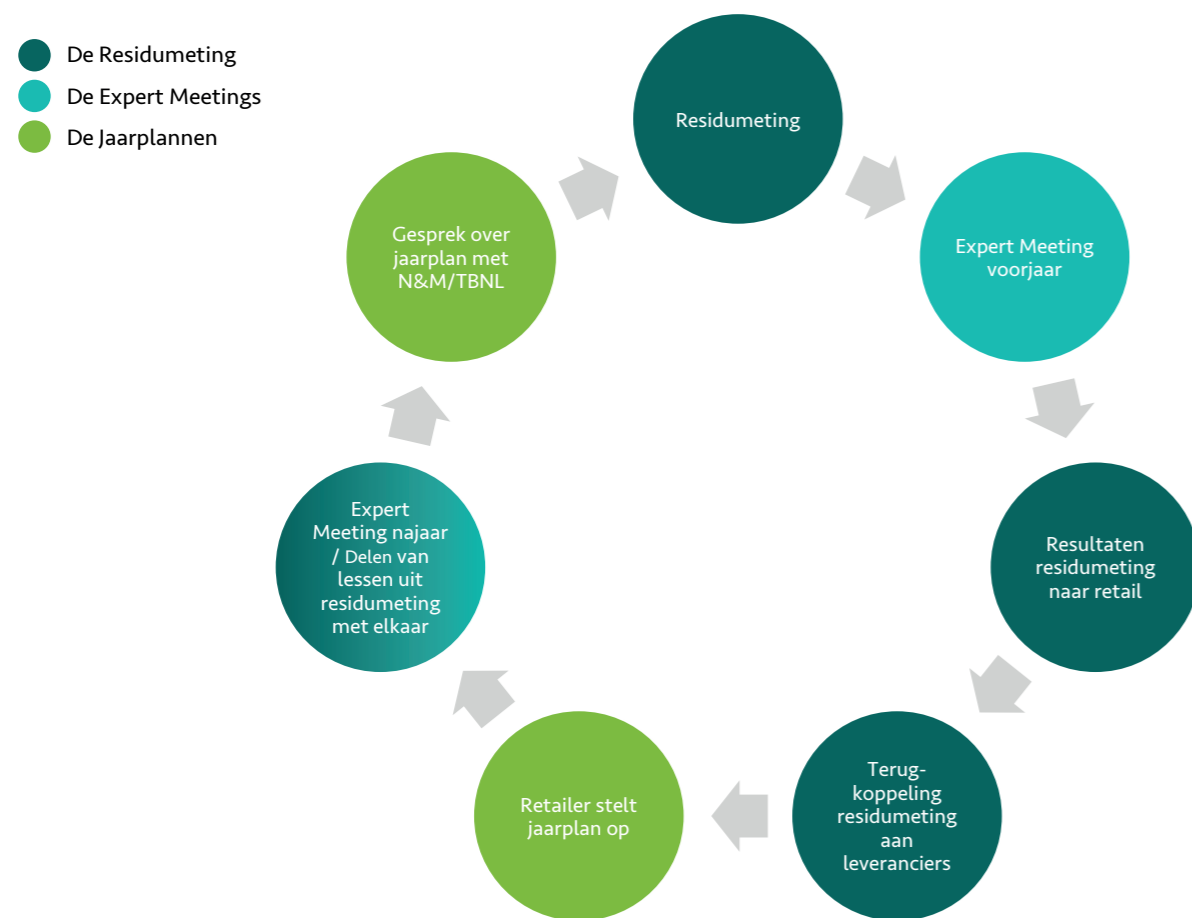 De Residumeting
De Expert Meetings
De Jaarplannen
Residumeting
Expert Meeting
voorjaar
Resultaten
residumeting
naar retail
Terug-
koppeling
residumeting
aan
leveranciers
Retailer stelt
jaarplan op
Expert
Meeting najaar
/ Delen van
lessen uit
residumeting
met elkaar
Gesprek over
jaarplan met
N&M/TBNL